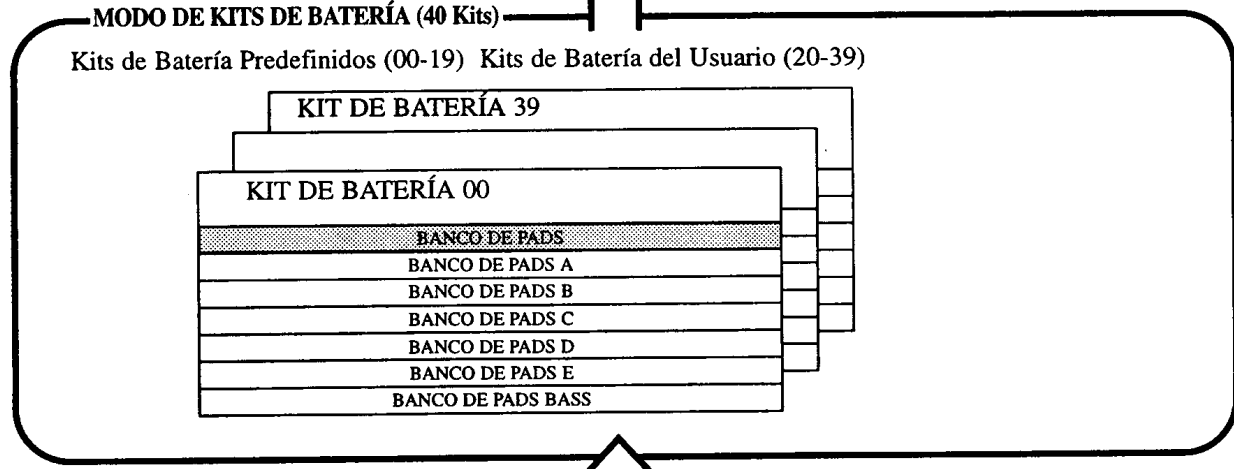 MODO DE KITS DE BATERÍA (40 Kits)
Kits de Batería Predefinidos (00-19) Kits de Batería del Usuario (20-39)
KIT DE BATERÍA 39
KIT DE BATERÍA 00
BANCO DE PADS
BANCO DE PADS A
BANCO DE PADS B
BANCO DE PADS C
BANCO DE PADS D
BANCO DE PADS E
BANCO DE PADS BASS